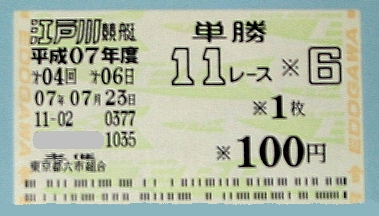 江戸川競艇
平成07年度
オ04回 オ06日
07年07月23日
11-02 0377
1035
東京都六市組合
単勝
11レース※6
※1枚
※100円
EDOGAWA